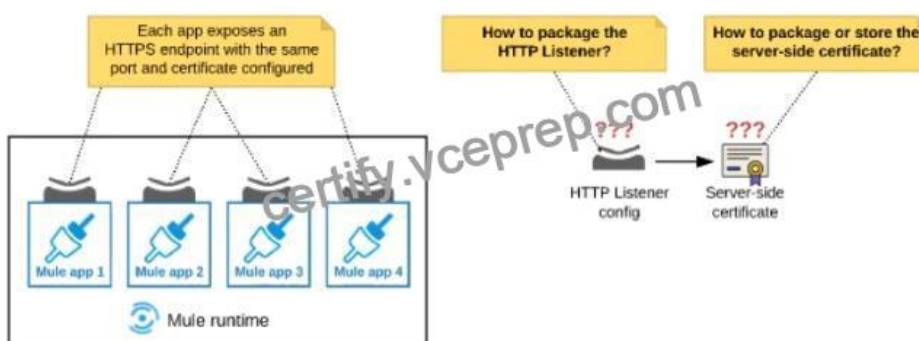 Each app exposes an
HTTPS endpoint with the same
port and certificate configured
How to package the
HTTP Listener?
How to package or store the
server-side certificate?
certify.vceprep.com
???
???
HTTP Listener
config
Server-side
certificate
Mule app 1
Mule app 2
Mule app 3
Mule app 4
Mule runtime